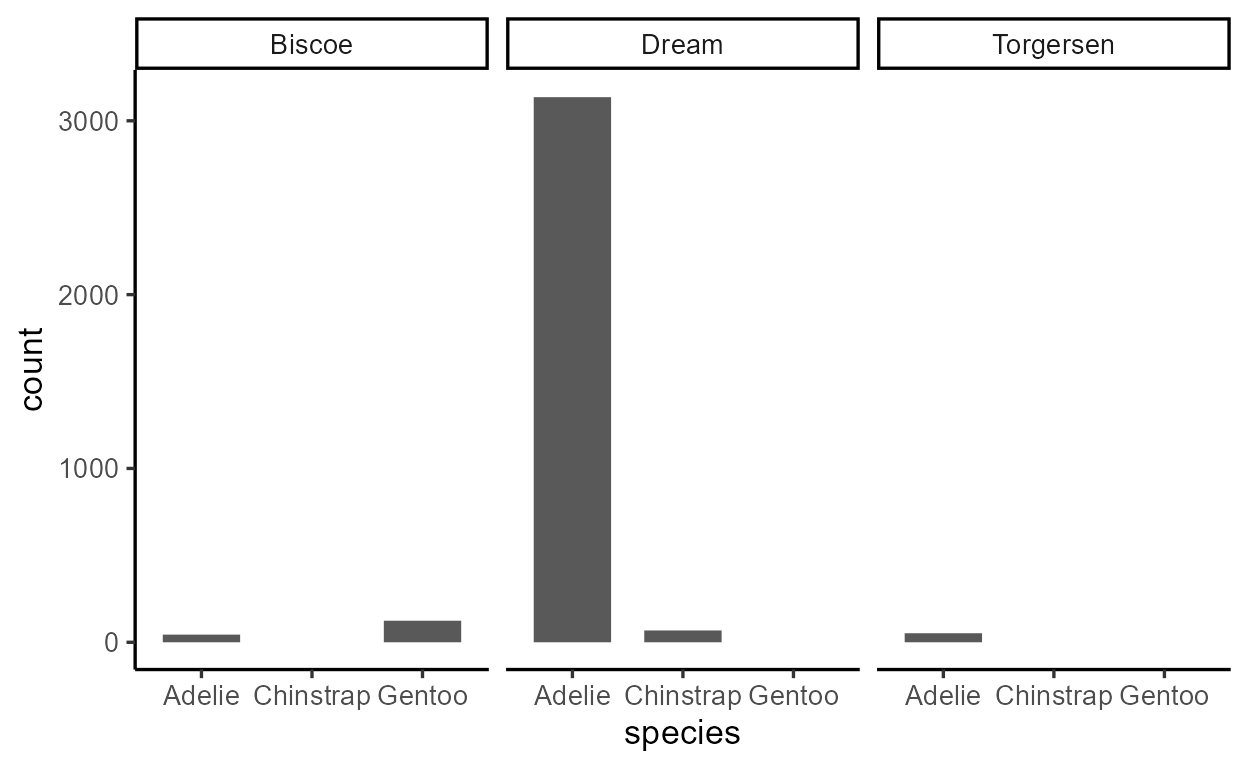 Biscoe Dream Torgersen
3000
2000
1000
0
count
Adelie Chinstrap Gentoo Adelie Chinstrap Gentoo Adelie Chinstrap Gentoo
species